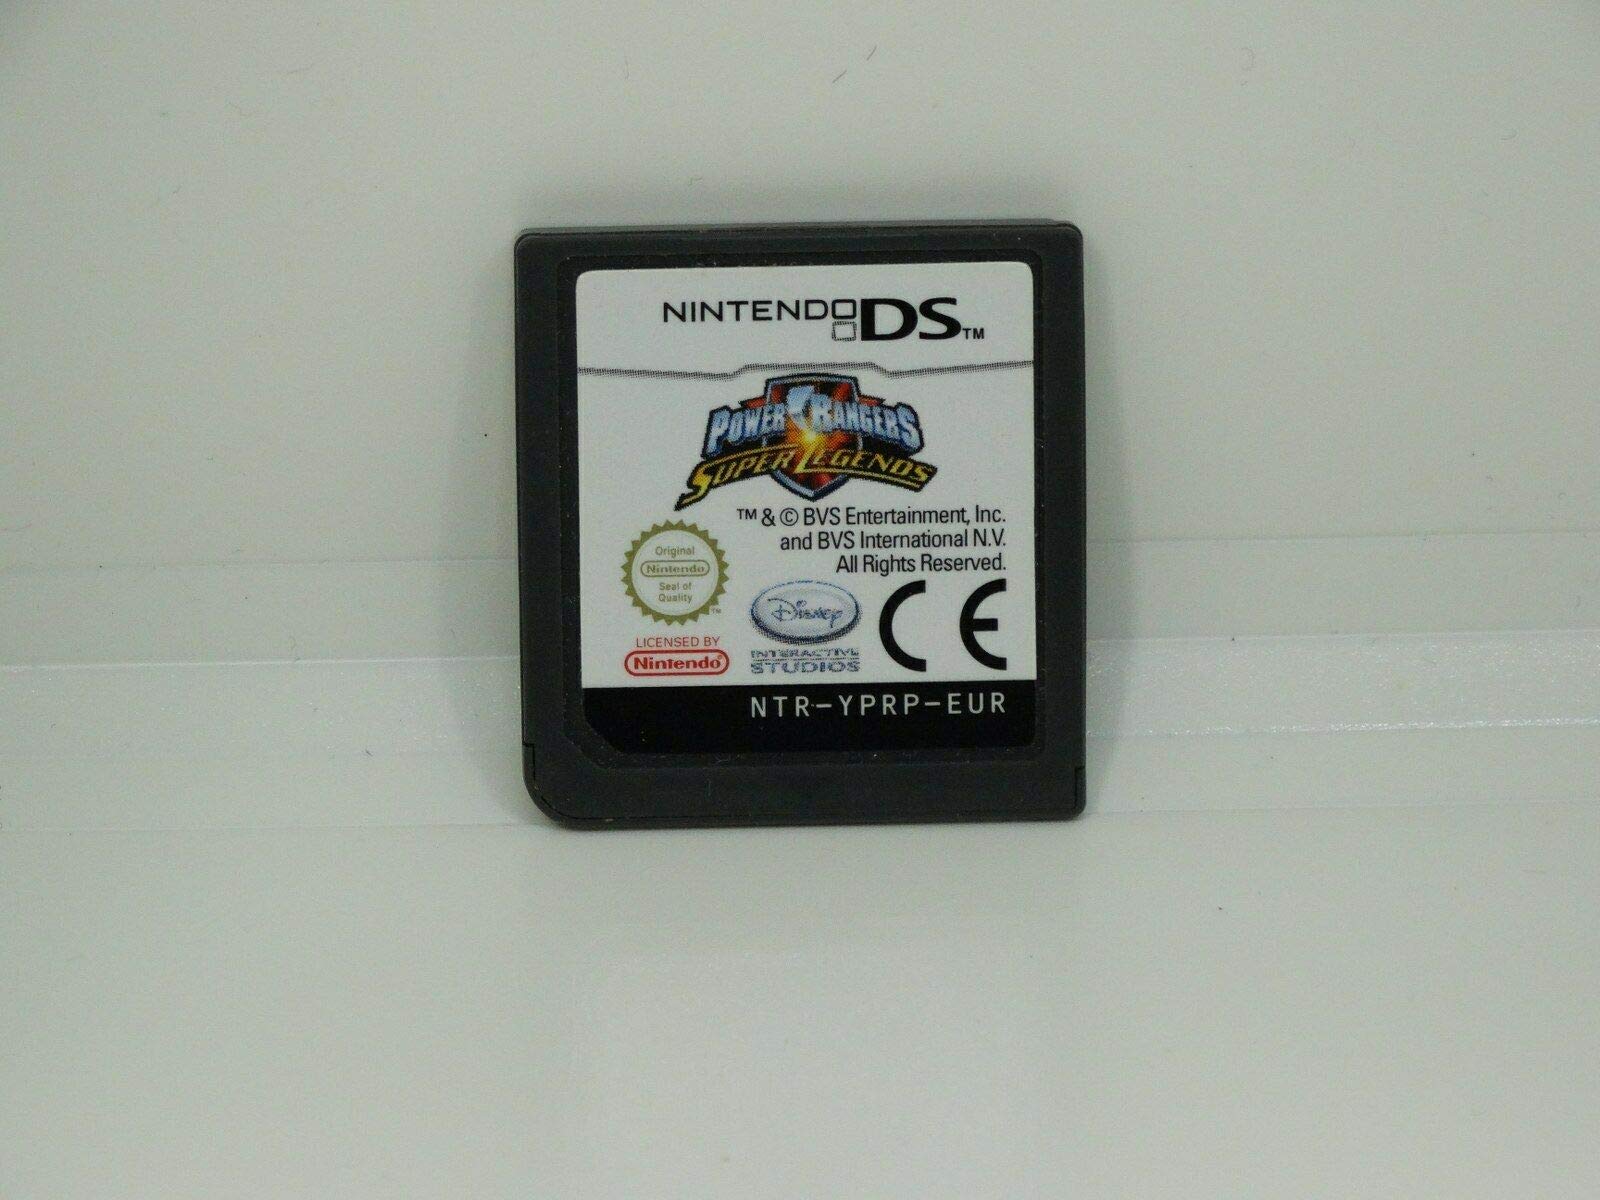 NINTENDO DS™
POWER RANGERS
SUPER LEGENDS
™ & © BVS Entertainment, Inc.
and BVS International N.V.
All Rights Reserved.
Original
Nintendo
Seal of
Quality
™
LICENSED BY
Nintendo®
Disney
INTERACTIVE
STUDIOS
CE
NTR-YPRP-EUR